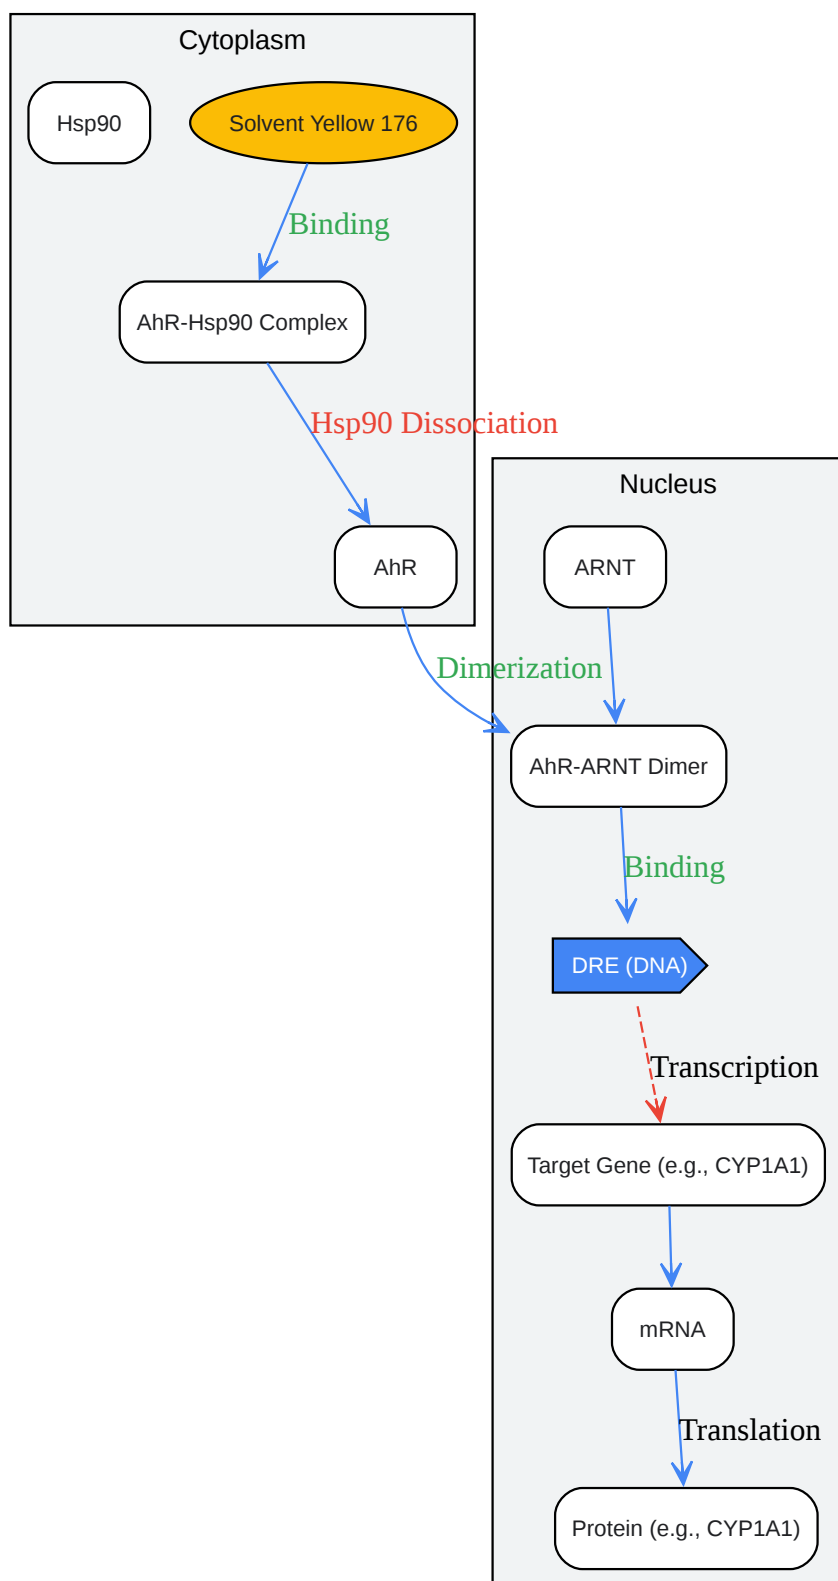 Cytoplasm
Hsp90
Solvent Yellow 176
Binding
AhR-Hsp90 Complex
Hsp90 Dissociation
Nucleus
AhR
ARNT
Dimerization
AhR-ARNT Dimer
Binding
DRE (DNA)
Transcription
Target Gene (e.g., CYP1A1)
mRNA
Translation
Protein (e.g., CYP1A1)